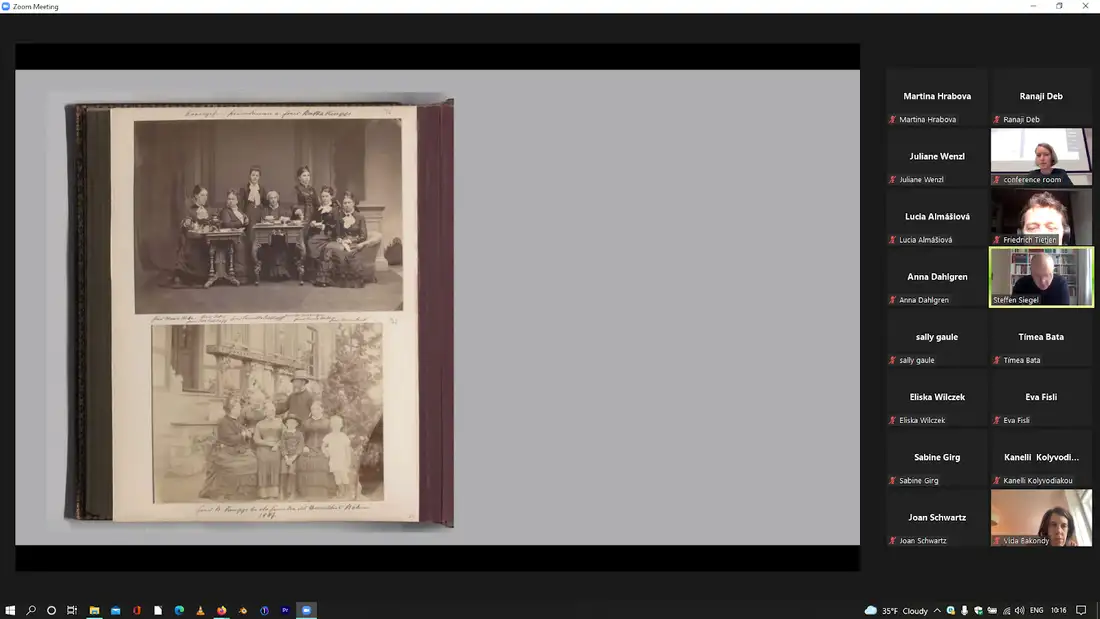 Zoom Meeting
Martina Hrabova
Martina Hrabova
Ranaji Deb
Ranaji Deb
Juliane Wenzl
Juliane Wenzl
conference room
Lucia Almášiová
Lucia Almášiová
Friedrich Tietjen
Anna Dahlgren
Anna Dahlgren
Steffen Siegel
sally gaule
sally gaule
Tímea Bata
Tímea Bata
Eliska Wilczek
Eliska Wilczek
Eva Fisli
Eva Fisli
Sabine Girg
Sabine Girg
Kanelli Kolyvodi...
Kanelli Kolyvodiakou
Joan Schwartz
Joan Schwartz
Vida Bakondy
35°F Cloudy
ENG
10:16